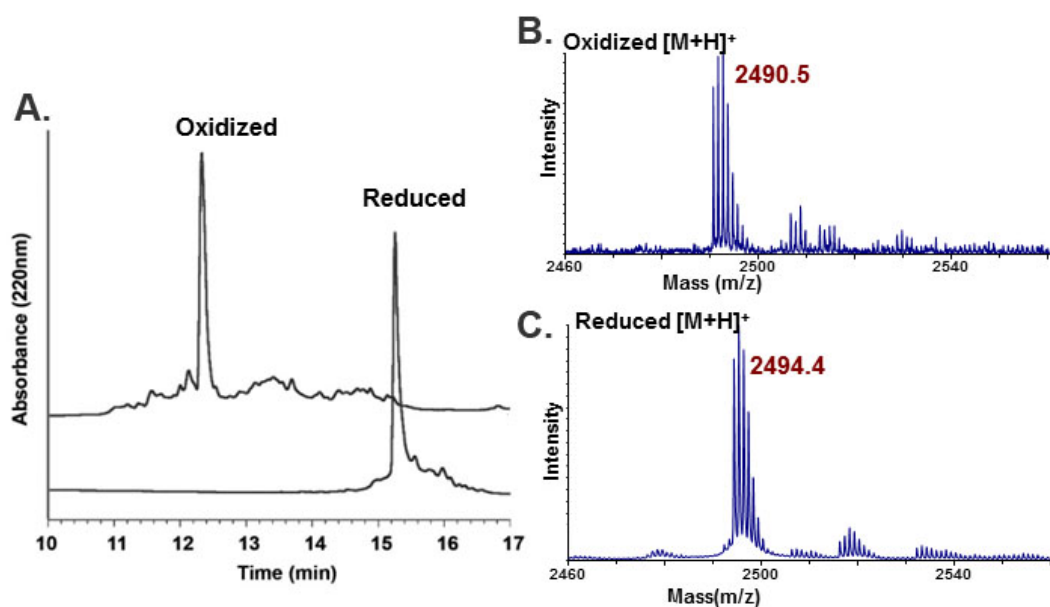 A.
Oxidized
Reduced
Absorbance (220nm)
10 11 12 13 14 15 16 17
Time (min)
B.
Oxidized [M+H]+
2490.5
Intensity
2460 2500 2540
Mass (m/z)
C.
Reduced [M+H]+
2494.4
Intensity
2460 2500 2540
Mass(m/z)